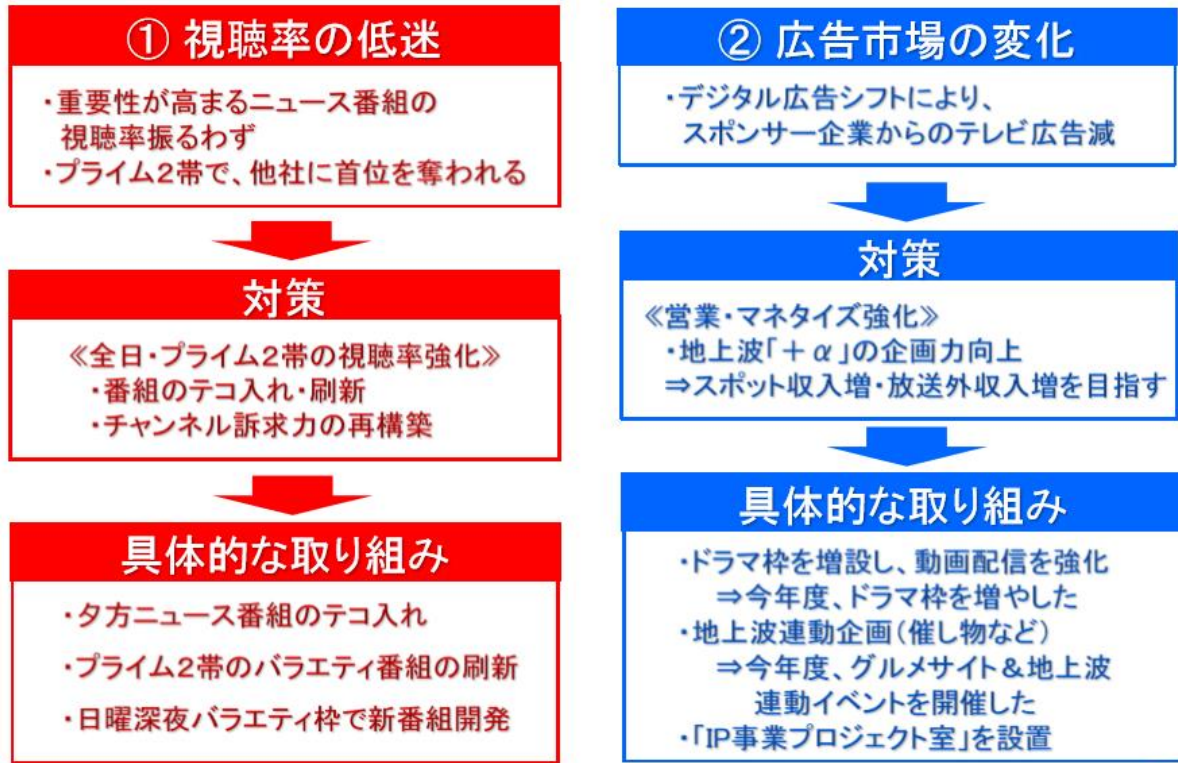 ① 視聴率の低迷
・重要性が高まるニュース番組の
視聴率振るわず
・プライム2帯で、他社に首位を奪われる
対策
≪全日・プライム2帯の視聴率強化≫
・番組のテコ入れ・刷新
・チャンネル訴求力の再構築
具体的な取り組み
・夕方ニュース番組のテコ入れ
・プライム2帯のバラエティ番組の刷新
・日曜深夜バラエティ枠で新番組開発
② 広告市場の変化
・デジタル広告シフトにより、
スポンサー企業からのテレビ広告減
対策
≪営業・マネタイズ強化≫
・地上波「+α」の企画力向上
⇒スポット収入増・放送外収入増を目指す
具体的な取り組み
・ドラマ枠を増設し、動画配信を強化
⇒今年度、ドラマ枠を増やした
・地上波連動企画(催し物など)
⇒今年度、グルメサイト&地上波
連動イベントを開催した
・「IP事業プロジェクト室」を設置